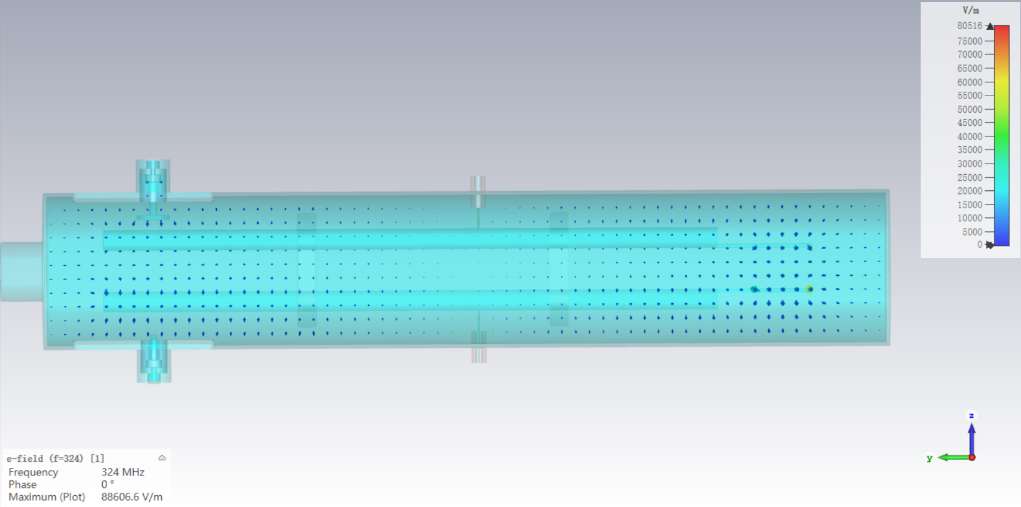 V/m
80516
75000
70000
65000
60000
55000
50000
45000
40000
35000
30000
25000
20000
15000
10000
5000
0
z
y
e-field (f=324) [1]
Frequency 324 MHz
Phase 0 °
Maximum (Plot) 88606.6 V/m